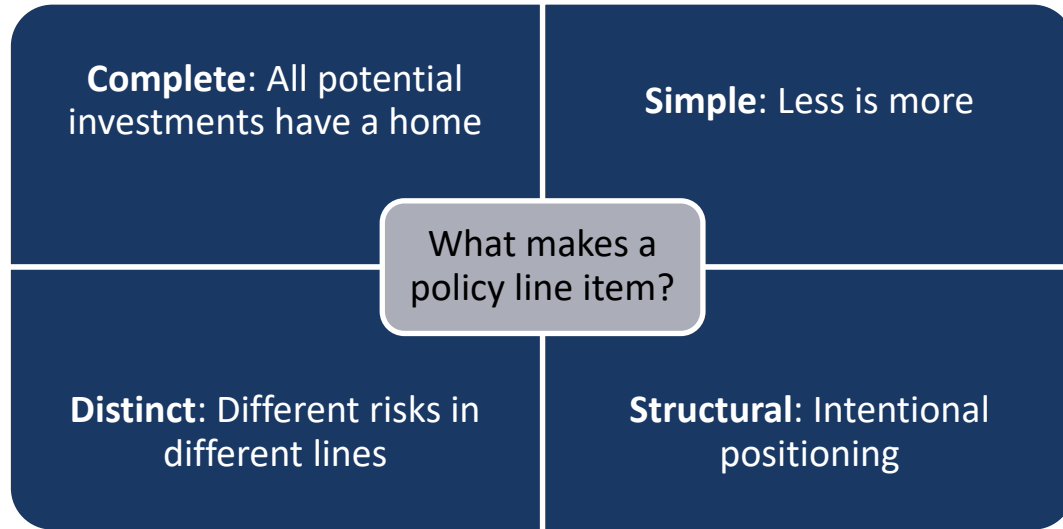 Complete: All potential
investments have a home
Simple: Less is more
What makes a
policy line item?
Distinct: Different risks in
different lines
Structural: Intentional
positioning